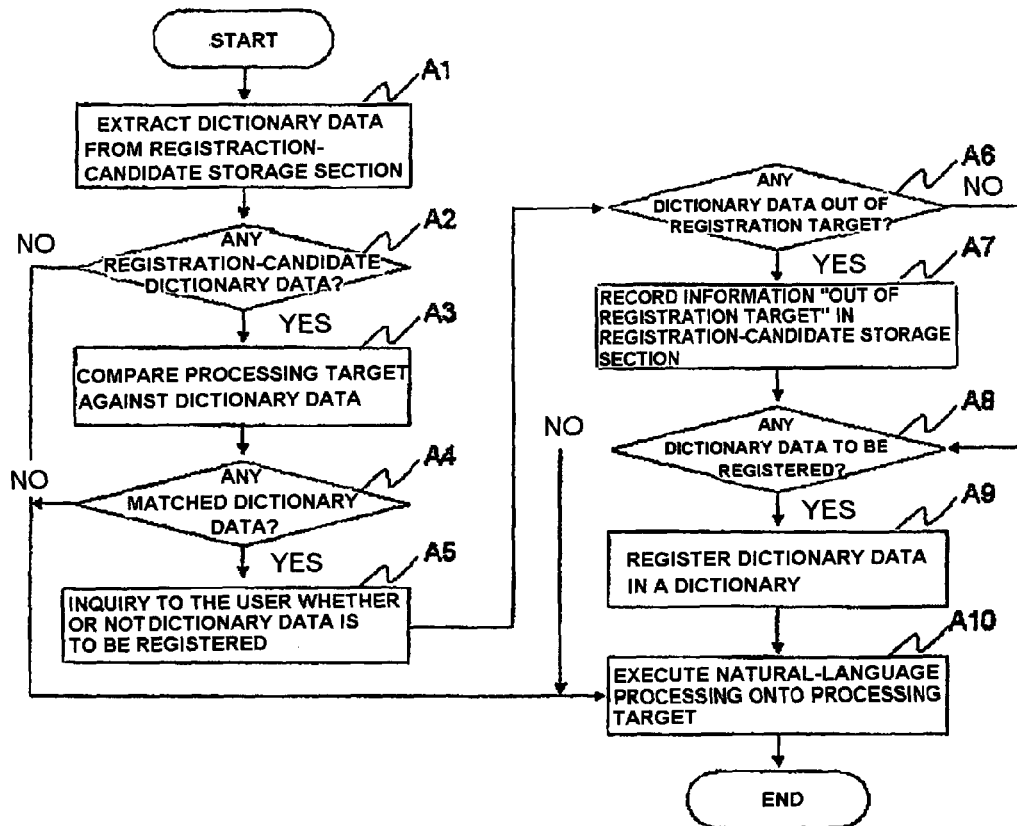 START
A1
EXTRACT DICTIONARY DATA
FROM REGISTRACTION-
CANDIDATE STORAGE SECTION
A2
NO
ANY
REGISTRATION-CANDIDATE
DICTIONARY DATA?
YES
A3
COMPARE PROCESSING TARGET
AGAINST DICTIONARY DATA
A4
NO
ANY
MATCHED DICTIONARY
DATA?
YES
A5
INQUIRY TO THE USER WHETHER
OR NOT DICTIONARY DATA IS
TO BE REGISTERED
A6
NO
ANY
DICTIONARY DATA OUT OF
REGISTRATION TARGET?
YES
A7
RECORD INFORMATION "OUT OF
REGISTRATION TARGET" IN
REGISTRATION-CANDIDATE STORAGE
SECTION
A8
NO
ANY
DICTIONARY DATA TO BE
REGISTERED?
YES
A9
REGISTER DICTIONARY DATA
IN A DICTIONARY
A10
EXECUTE NATURAL-LANGUAGE
PROCESSING ONTO PROCESSING
TARGET
END